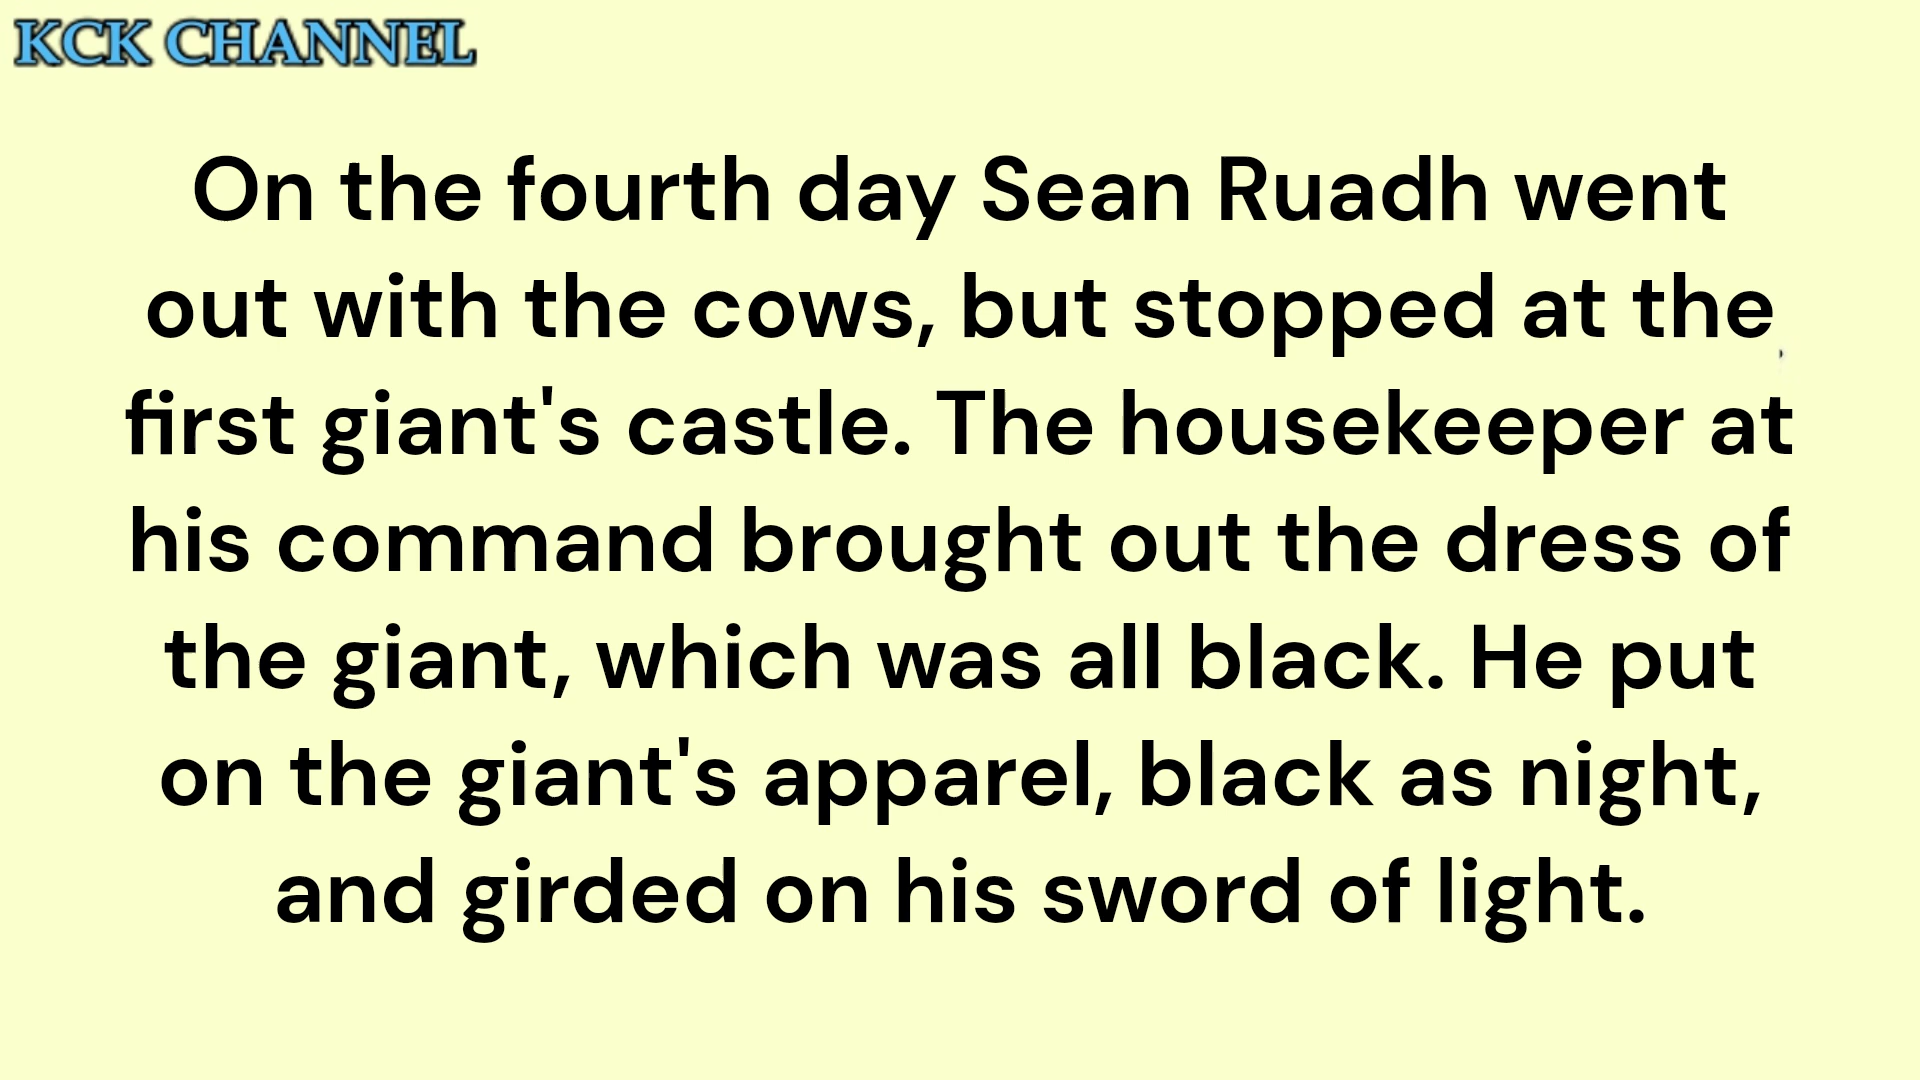 KCK CHANNEL
On the fourth day Sean Ruadh went
out with the cows, but stopped at the
first giant's castle. The housekeeper at
his command brought out the dress of
the giant, which was all black. He put
on the giant's apparel, black as night,
and girded on his sword of light.